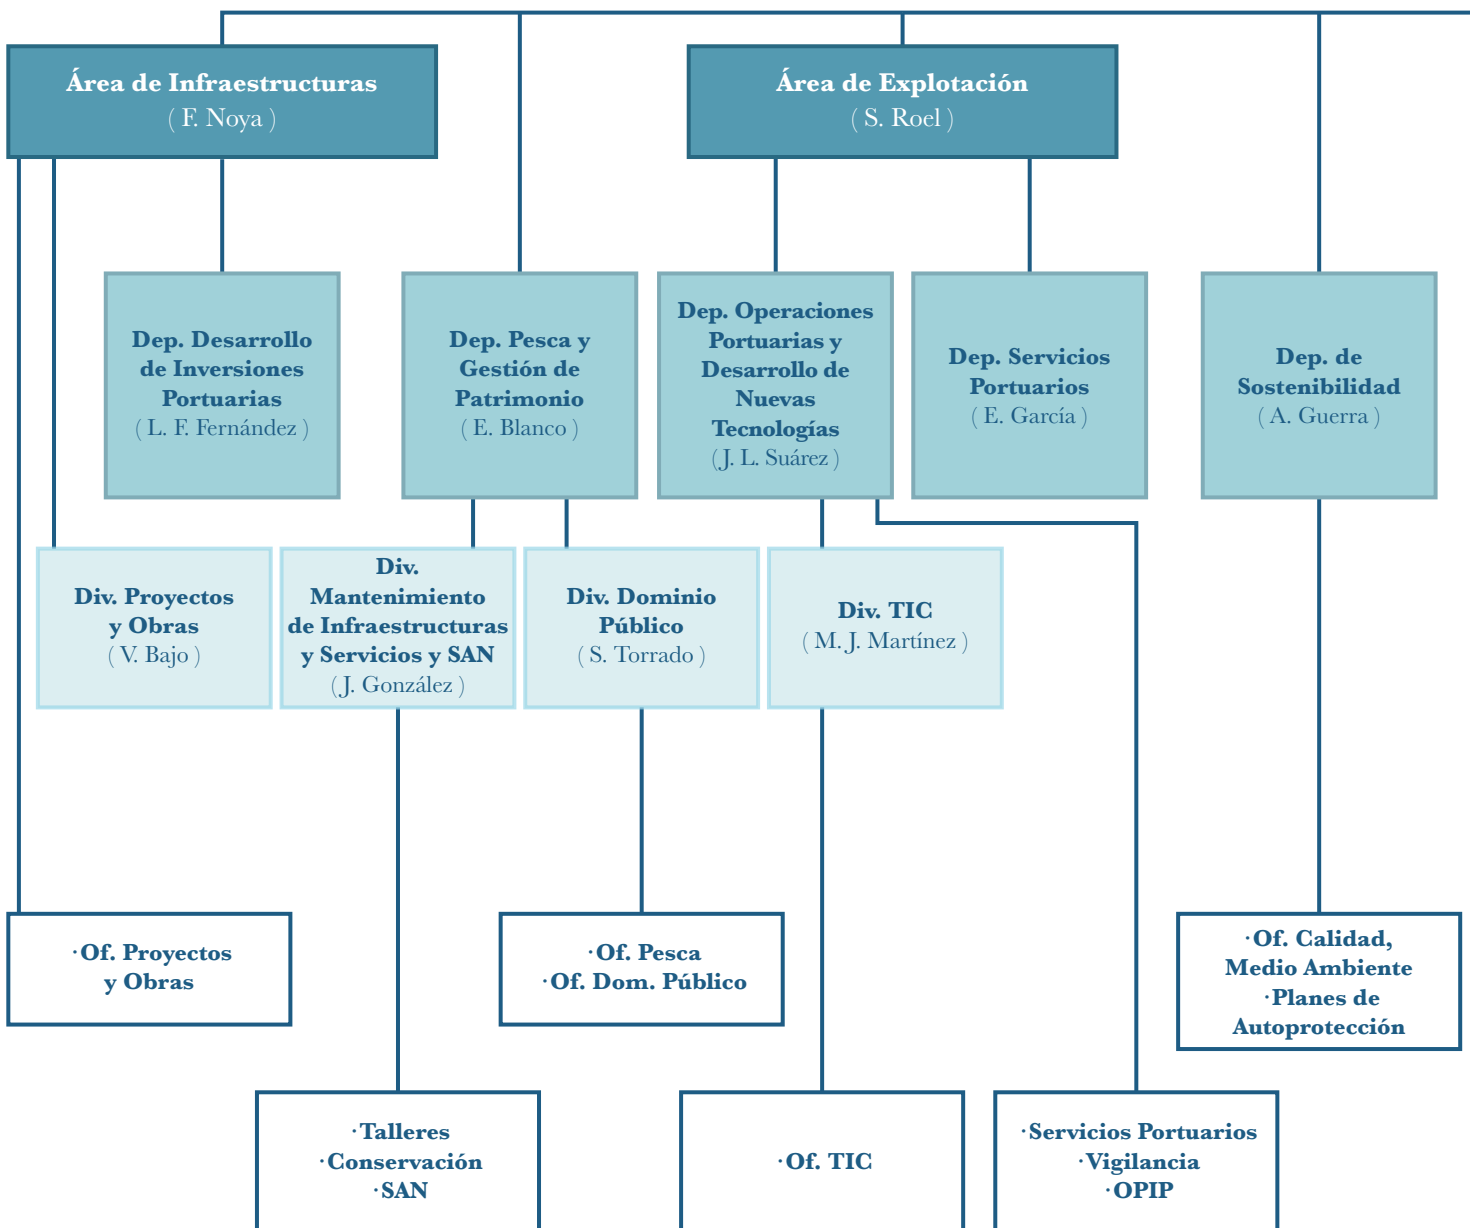 Área de Infraestructuras
( F. Noya )
Área de Explotación
( S. Roel )
Dep. Desarrollo
de Inversiones
Portuarias
( L. F. Fernández )
Dep. Pesca y
Gestión de
Patrimonio
( E. Blanco )
Dep. Operaciones
Portuarias y
Desarrollo de
Nuevas
Tecnologías
( J. L. Suárez )
Dep. Servicios
Portuarios
( E. García )
Dep. de
Sostenibilidad
( A. Guerra )
Div. Proyectos
y Obras
( V. Bajo )
Div.
Mantenimiento
de Infraestructuras
y Servicios y SAN
( J. González )
Div. Dominio
Público
( S. Torrado )
Div. TIC
( M. J. Martínez )
·Of. Proyectos
y Obras
·Of. Pesca
·Of. Dom. Público
·Of. Calidad,
Medio Ambiente
·Planes de
Autoprotección
·Talleres
·Conservación
·SAN
·Of. TIC
·Servicios Portuarios
·Vigilancia
·OPIP